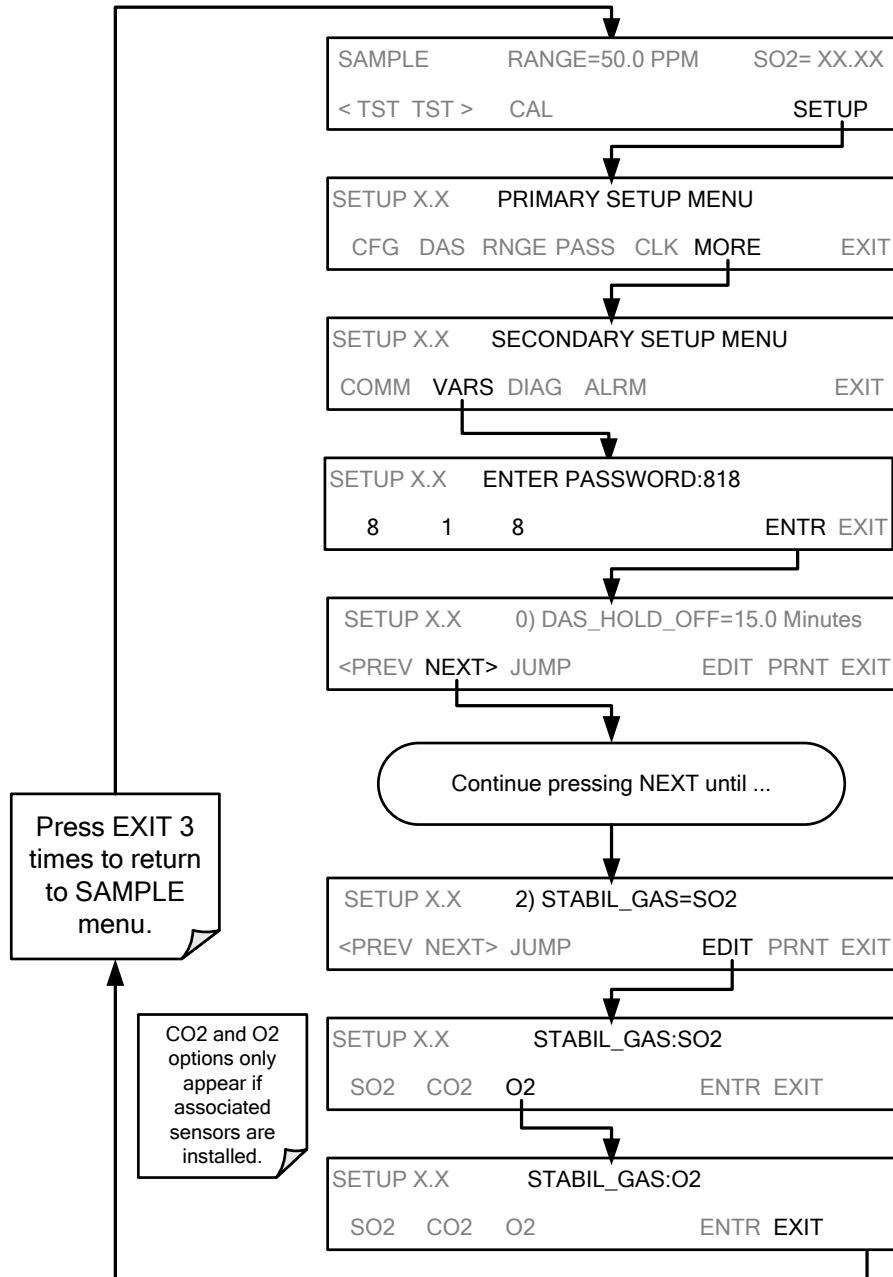 SAMPLE RANGE=50.0 PPM SO2= XX.XX
< TST TST > CAL SETUP
SETUP X.X PRIMARY SETUP MENU
CFG DAS RNGE PASS CLK MORE EXIT
SETUP X.X SECONDARY SETUP MENU
COMM VARS DIAG ALRM EXIT
SETUP X.X ENTER PASSWORD:818
8 1 8 ENTR EXIT
SETUP X.X 0) DAS_HOLD_OFF=15.0 Minutes
<PREV NEXT> JUMP EDIT PRNT EXIT
Continue pressing NEXT until ...
Press EXIT 3
times to return
to SAMPLE
menu.
SETUP X.X 2) STABIL_GAS=SO2
<PREV NEXT> JUMP EDIT PRNT EXIT
CO2 and O2
options only
appear if
associated
sensors are
installed.
SETUP X.X STABIL_GAS:SO2
SO2 CO2 O2 ENTR EXIT
SETUP X.X STABIL_GAS:O2
SO2 CO2 O2 ENTR EXIT